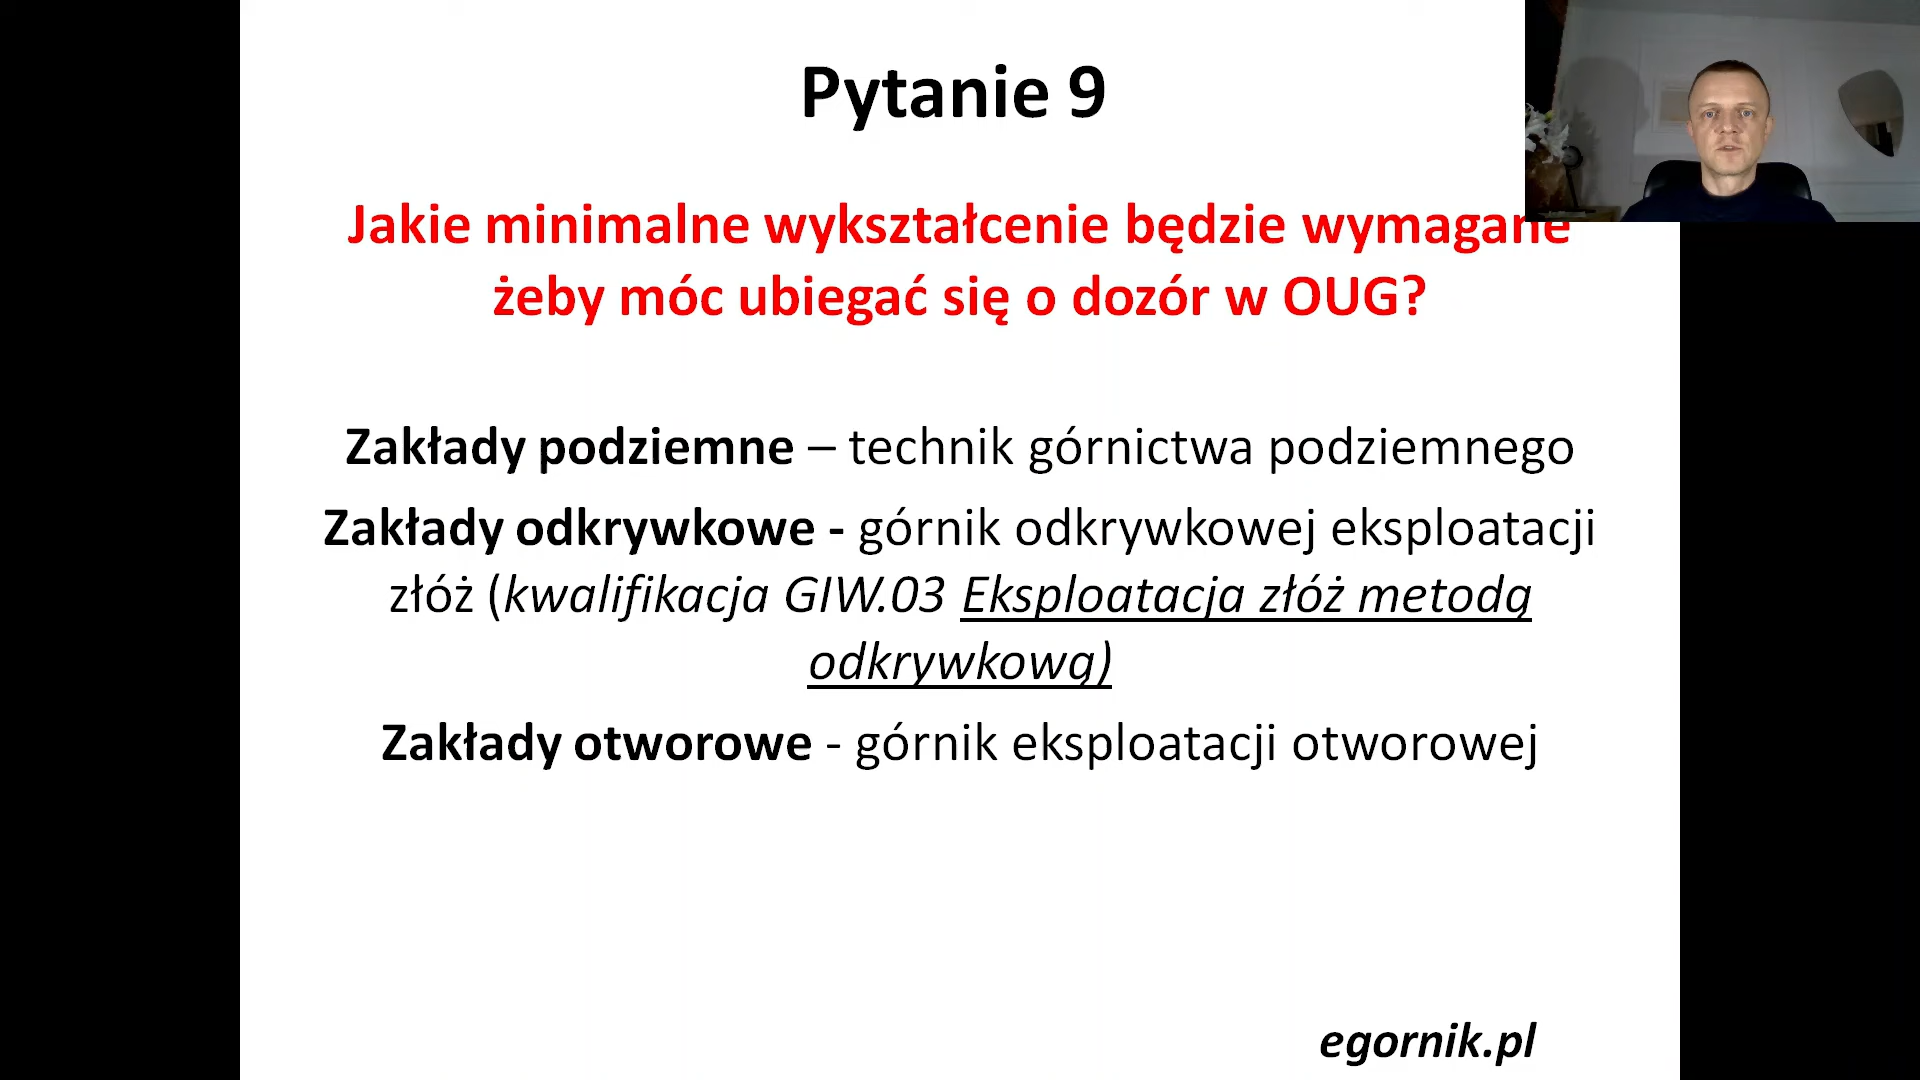 Pytanie 9
Jakie minimalne wykształcenie będzie wymagane
żeby móc ubiegać się o dozór w OUG?
Zakłady podziemne – technik górnictwa podziemnego
Zakłady odkrywkowe - górnik odkrywkowej eksploatacji
złóż (kwalifikacja GIW.03 Eksploatacja złóż metodą
odkrywkową)
Zakłady otworowe - górnik eksploatacji otworowej
egornik.pl